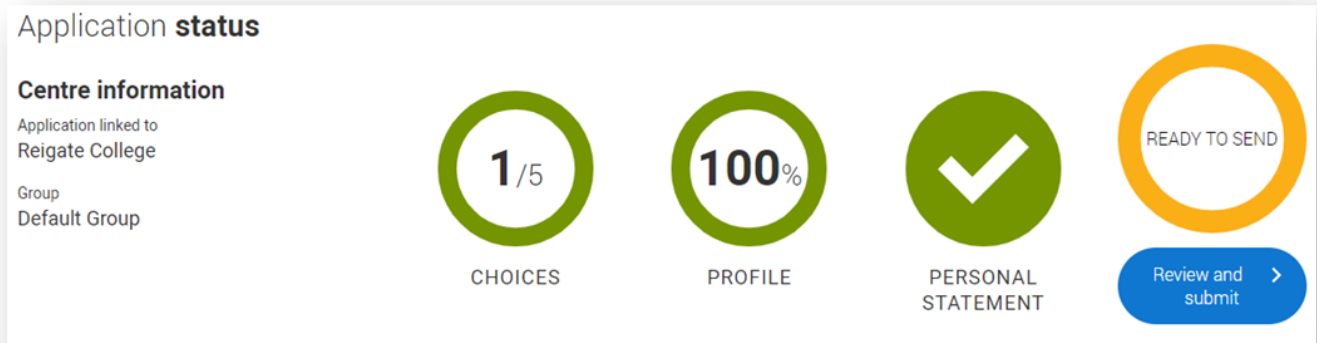 Application status
Centre information
Application linked to
Reigate College
Group
Default Group
1/5
CHOICES
100%
PROFILE
PERSONAL
STATEMENT
READY TO SEND
Review and
submit